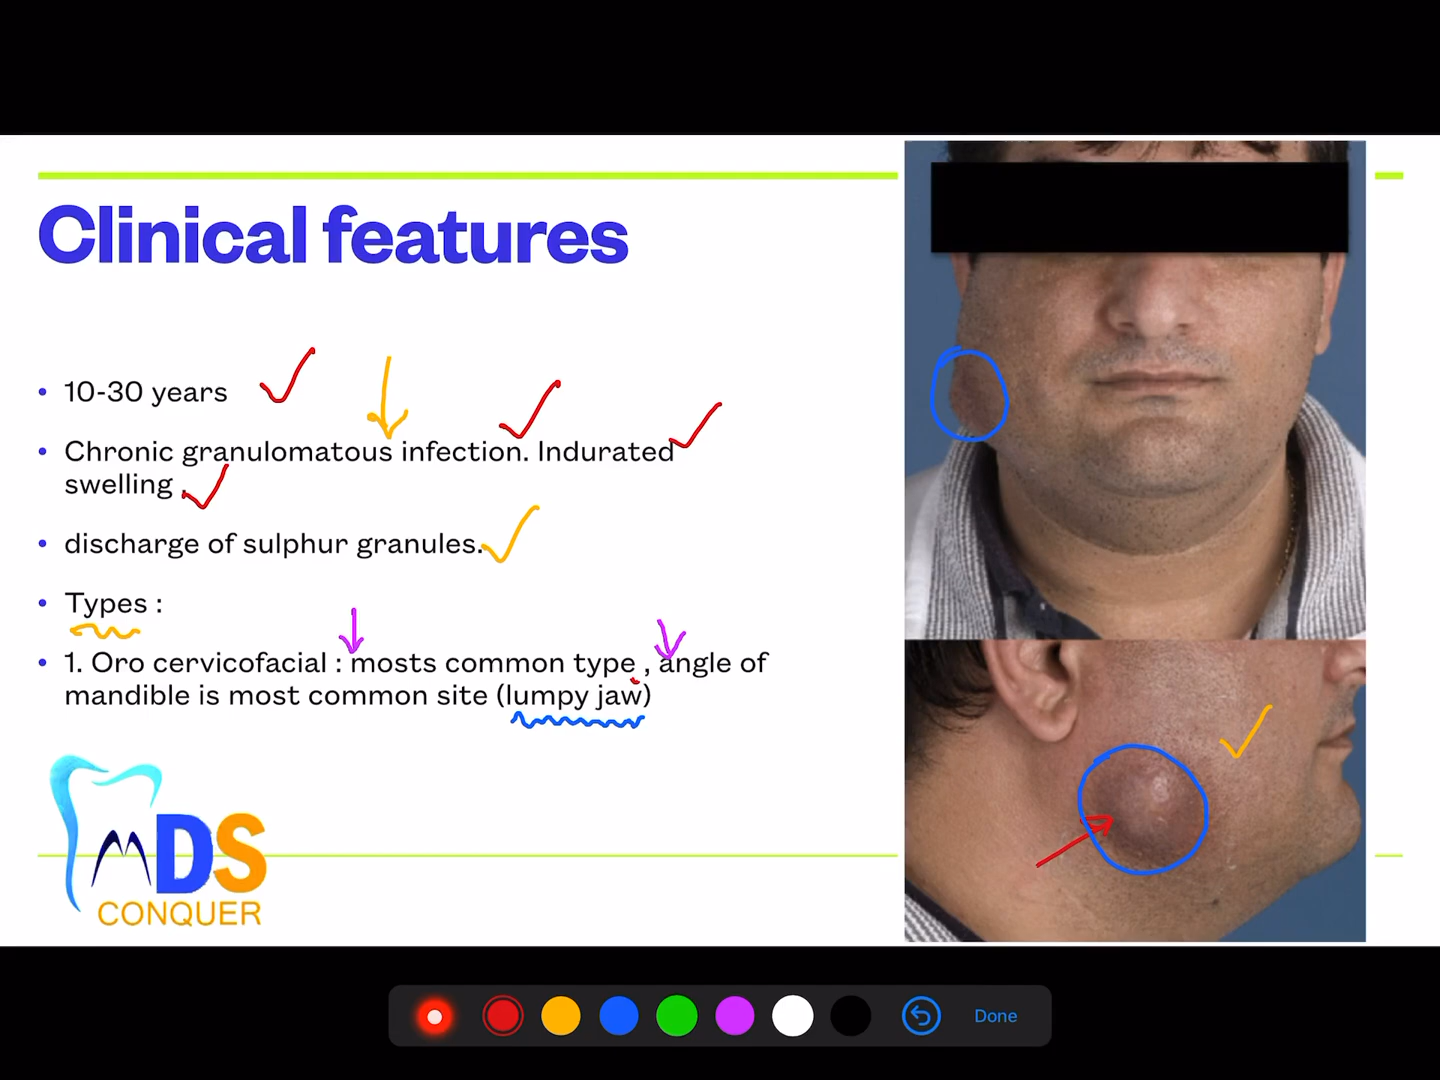 Clinical features
• 10-30 years
• Chronic granulomatous infection. Indurated
swelling .
• discharge of sulphur granules.
• Types :
• 1. Oro cervicofacial : mosts common type , angle of
mandible is most common site (lumpy jaw)
MDS
CONQUER
Done